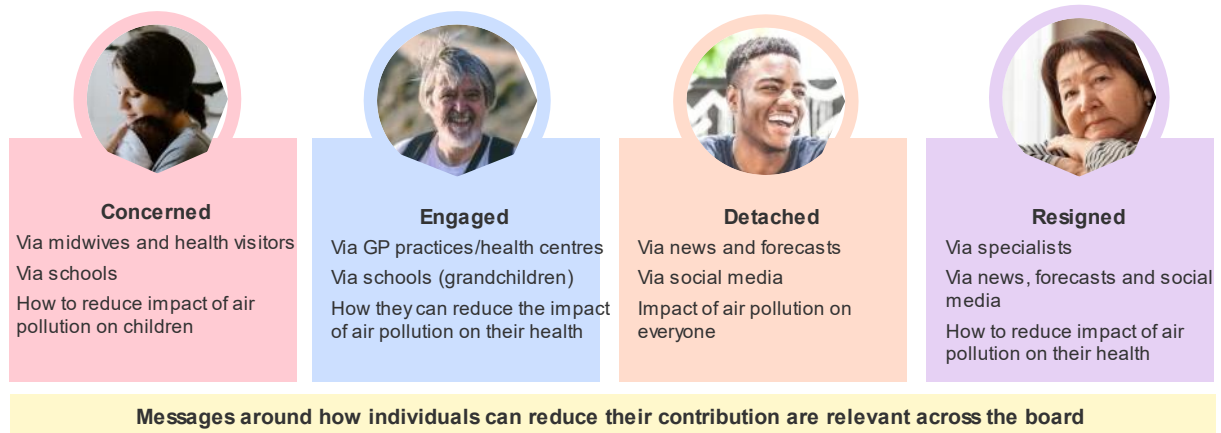 Concerned
Via midwives and health visitors
Via schools
How to reduce impact of air
pollution on children
Engaged
Via GP practices/health centres
Via schools (grandchildren)
How they can reduce the impact
of air pollution on their health
Detached
Via news and forecasts
Via social media
Impact of air pollution on
everyone
Resigned
Via specialists
Via news, forecasts and social
media
How to reduce impact of air
pollution on their health
Messages around how individuals can reduce their contribution are relevant across the board